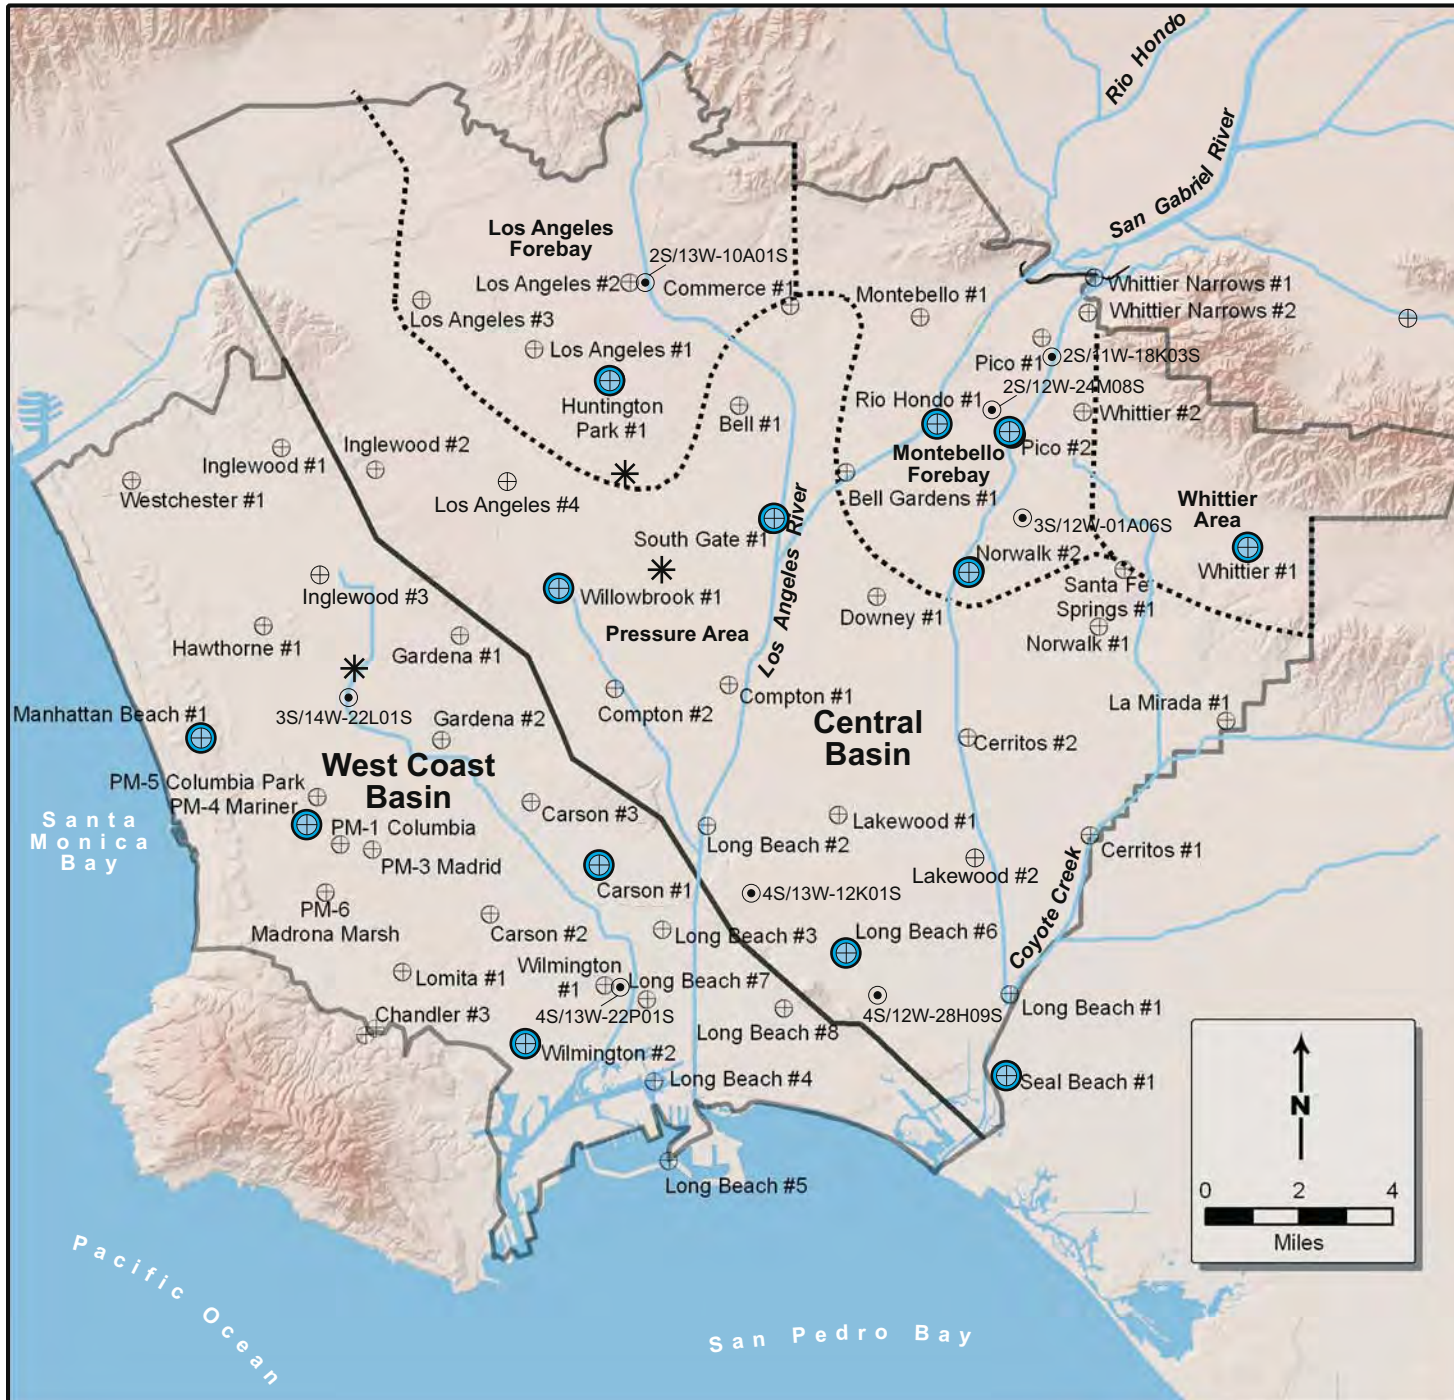 Rio Hondo
San Gabriel River
Los Angeles
Forebay
2S/13W-10A01S
Los Angeles #2
Commerce #1
Montebello #1
Whittier Narrows #1
Whittier Narrows #2
Los Angeles #3
Los Angeles #1
Pico #1
2S/11W-18K03S
2S/12W-24M08S
Huntington
Park #1
Bell #1
Rio Hondo #1
Whittier #2
Inglewood #2
Inglewood #1
Pico #2
Montebello
Forebay
Westchester #1
Los Angeles #4
Bell Gardens #1
Whittier
Area
South Gate #1
3S/12W-01A06S
Norwalk #2
Whittier #1
Santa Fe
Springs #1
Inglewood #3
Willowbrook #1
Los Angeles River
Downey #1
Pressure Area
Hawthorne #1
Gardena #1
Norwalk #1
Compton #1
Compton #2
La Mirada #1
3S/14W-22L01S
Gardena #2
Manhattan Beach #1
Central
Basin
Cerritos #2
West Coast
Basin
PM-5 Columbia Park
PM-4 Mariner
Carson #3
Lakewood #1
Santa
Monica
Bay
PM-1 Columbia
Long Beach #2
Cerritos #1
PM-3 Madrid
Lakewood #2
Carson #1
4S/13W-12K01S
PM-6
Madrona Marsh
Carson #2
Long Beach #3
Long Beach #6
Coyote Creek
Lomita #1
Wilmington
#1
Long Beach #7
4S/13W-22P01S
4S/12W-28H09S
Long Beach #1
Chandler #3
Long Beach #8
Wilmington #2
Long Beach #4
Seal Beach #1
N
Long Beach #5
0 2 4
Miles
Pacific Ocean
San Pedro Bay